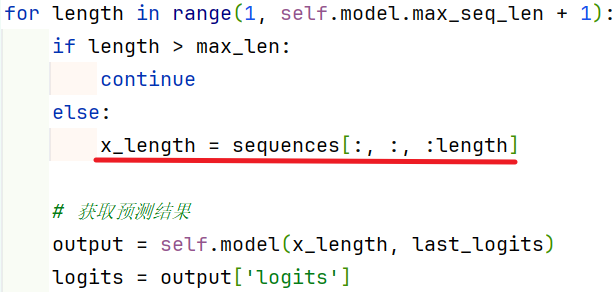 for length in range(1, self.model.max_seq_len + 1):
    if length > max_len:
        continue
    else:
        x_length = sequences[:, :, :length]
    # 获取预测结果
    output = self.model(x_length, last_logits)
    logits = output['logits']